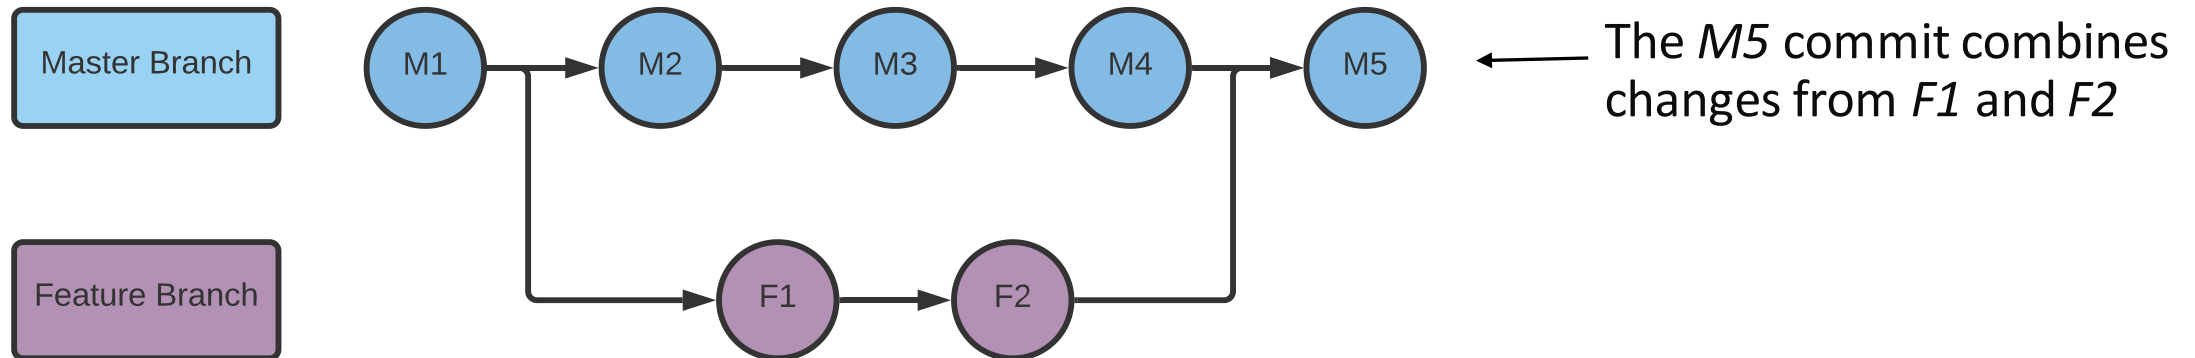 Master Branch
M1
M2
M3
M4
M5
The M5 commit combines
changes from F1 and F2
Feature Branch
F1
F2